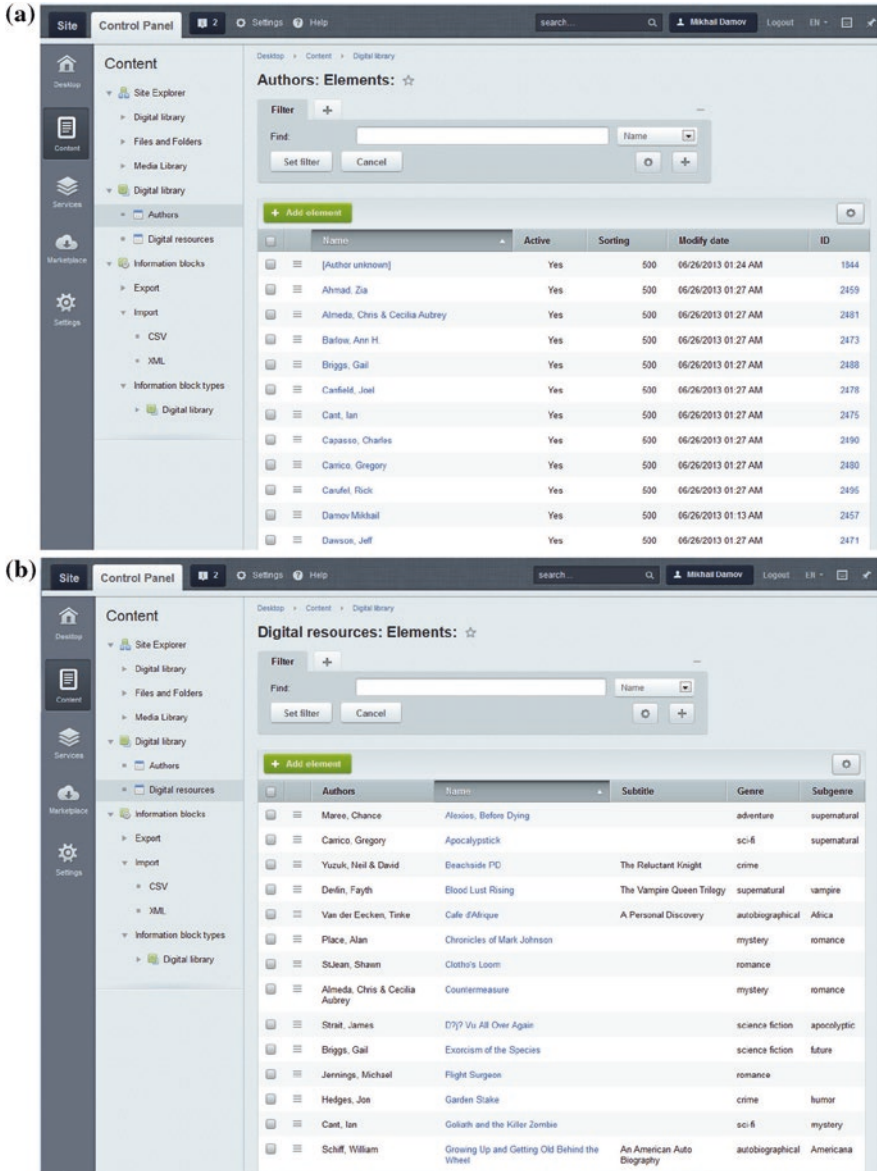 (a)
Site Control Panel 2 Settings Help search... Mikhail Damov Logout EN
Desktop
Content
Services
Marketplace
Settings
Content
Site Explorer
Digital library
Files and Folders
Media Library
Digital library
Authors
Digital resources
Information blocks
Export
Import
CSV
XML
Information block types
Digital library
Desktop Content Digital library
Authors: Elements:
Filter
Find: Name
Set filter Cancel
Add element
Name Active Sorting Modify date ID
[Author unknown] Yes 500 06/26/2013 01:24 AM 1844
Ahmad, Zia Yes 500 06/26/2013 01:27 AM 2459
Almeda, Chris & Cecilia Aubrey Yes 500 06/26/2013 01:27 AM 2481
Barlow, Ann H. Yes 500 06/26/2013 01:27 AM 2473
Briggs, Gail Yes 500 06/26/2013 01:27 AM 2488
Canfield, Joel Yes 500 06/26/2013 01:27 AM 2478
Cant, Ian Yes 500 06/26/2013 01:27 AM 2475
Capasso, Charles Yes 500 06/26/2013 01:27 AM 2490
Carrico, Gregory Yes 500 06/26/2013 01:27 AM 2480
Carufel, Rick Yes 500 06/26/2013 01:27 AM 2495
Damov Mikhail Yes 500 06/26/2013 01:13 AM 2457
Dawson, Jeff Yes 500 06/26/2013 01:27 AM 2471
(b)
Site Control Panel 2 Settings Help search... Mikhail Damov Logout EN
Desktop
Content
Services
Marketplace
Settings
Content
Site Explorer
Digital library
Files and Folders
Media Library
Digital library
Authors
Digital resources
Information blocks
Export
Import
CSV
XML
Information block types
Digital library
Desktop Content Digital library
Digital resources: Elements:
Filter
Find: Name
Set filter Cancel
Add element
Authors Name Subtitle Genre Subgenre
Maree, Chance Alexios, Before Dying adventure supernatural
Carrico, Gregory Apocalypstick sci-fi supernatural
Yuzuk, Neil & David Beachside PD The Reluctant Knight crime
Devlin, Fayth Blood Lust Rising The Vampire Queen Trilogy supernatural vampire
Van der Eecken, Tinke Cafe d'Afrique A Personal Discovery autobiographical Africa
Place, Alan Chronicles of Mark Johnson mystery romance
StJean, Shawn Clotho's Loom romance
Almeda, Chris & Cecilia Countermeasure mystery romance
Aubrey
Strait, James D?j? Vu All Over Again science fiction apocolyptic
Briggs, Gail Exorcism of the Species science fiction future
Jennings, Michael Flight Surgeon romance
Hedges, Jon Garden Stake crime humor
Cant, Ian Goliath and the Killer Zombie sci-fi mystery
Schiff, William Growing Up and Getting Old Behind the An American Auto autobiographical Americana
Wheel Biography